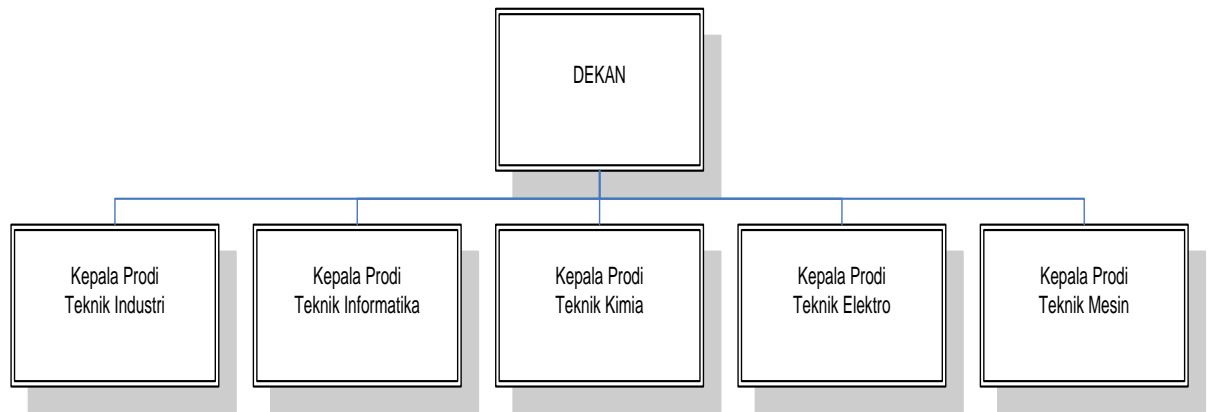 DEKAN
Kepala Prodi
Teknik Industri
Kepala Prodi
Teknik Informatika
Kepala Prodi
Teknik Kimia
Kepala Prodi
Teknik Elektro
Kepala Prodi
Teknik Mesin